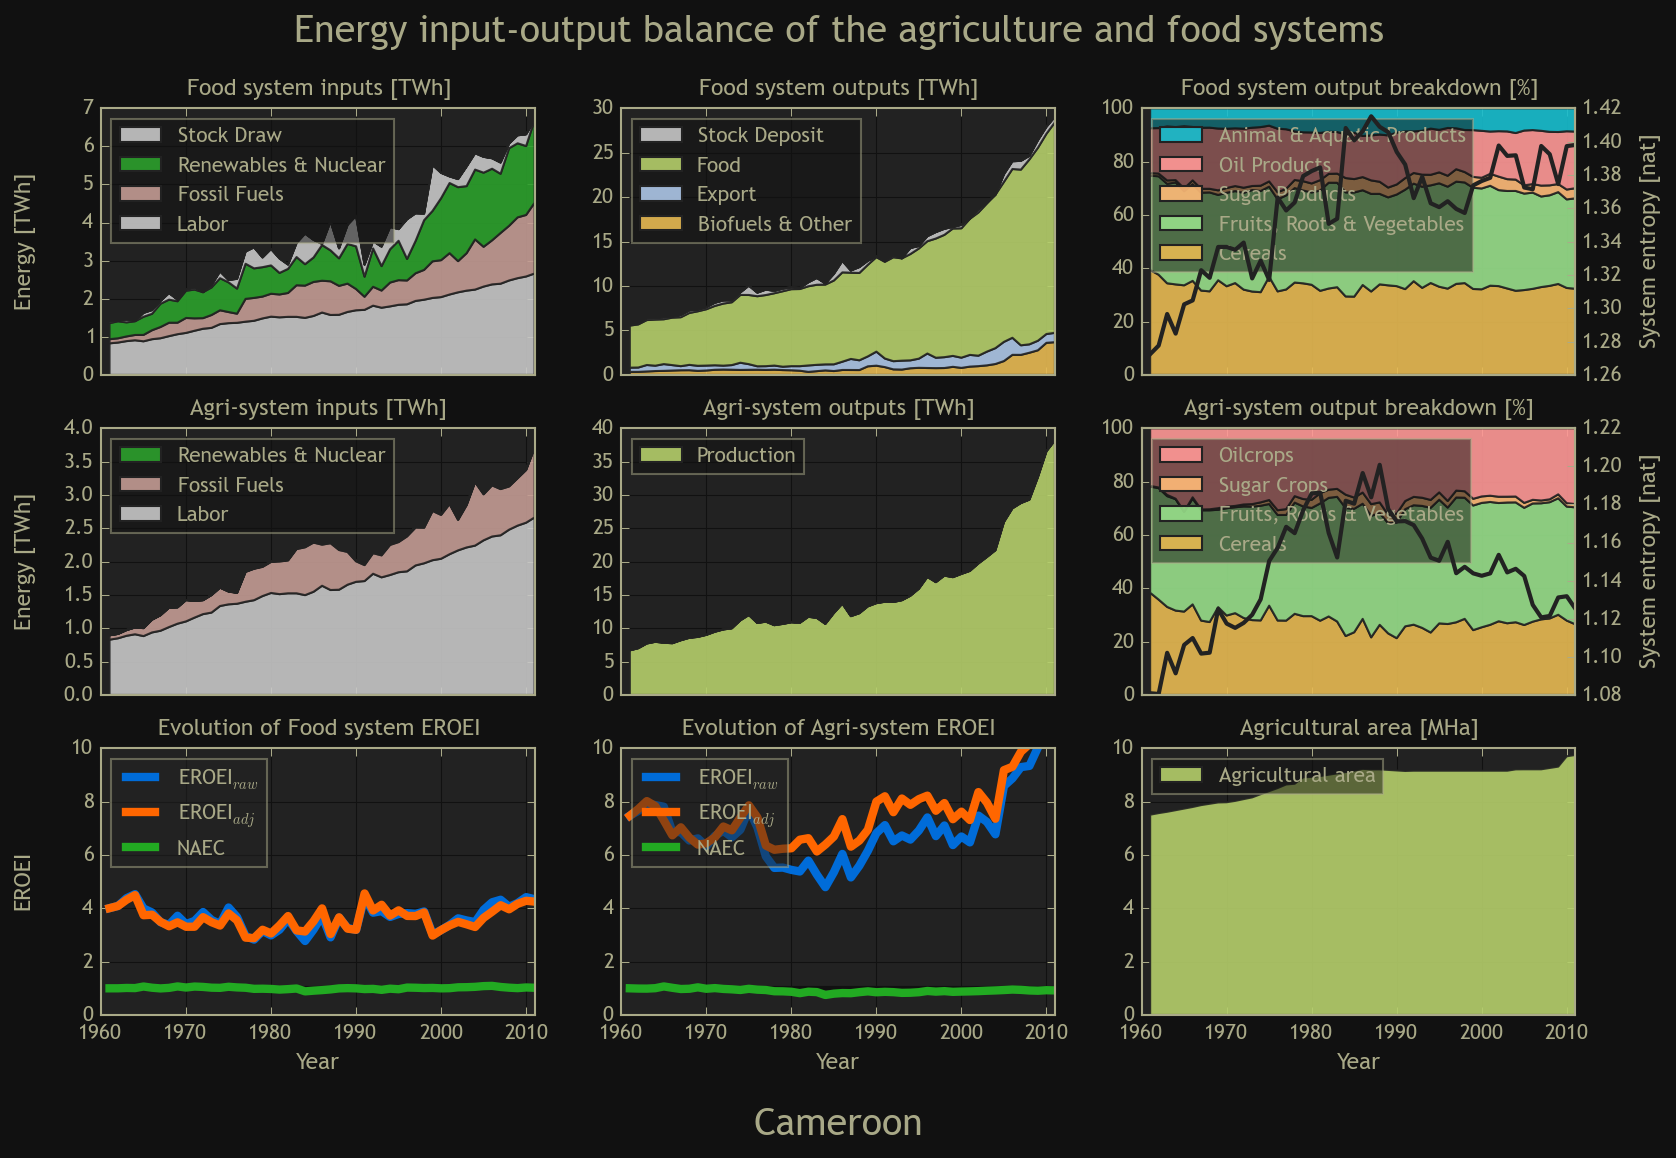 Energy input-output balance of the agriculture and food systems
Food system inputs [TWh]
Energy [TWh]
7
6
5
4
3
2
1
0
Stock Draw
Renewables & Nuclear
Fossil Fuels
Labor
Food system outputs [TWh]
30
25
20
15
10
5
0
Stock Deposit
Food
Export
Biofuels & Other
Food system output breakdown [%]
100
80
60
40
20
0
Animal & Aquatic Products
Oil Products
Sugar Products
Fruits, Roots & Vegetables
Cereals
1.42
1.40
1.38
1.36
1.34
1.32
1.30
1.28
1.26
System entropy [nat]
Agri-system inputs [TWh]
Energy [TWh]
4.0
3.5
3.0
2.5
2.0
1.5
1.0
0.5
0.0
Renewables & Nuclear
Fossil Fuels
Labor
Agri-system outputs [TWh]
40
35
30
25
20
15
10
5
0
Production
Agri-system output breakdown [%]
100
80
60
40
20
0
Oilcrops
Sugar Crops
Fruits, Roots & Vegetables
Cereals
1.22
1.20
1.18
1.16
1.14
1.12
1.10
1.08
System entropy [nat]
Evolution of Food system EROEI
EROEI
10
8
6
4
2
0
EROEI raw
EROEI adj
NAEC
1960 1970 1980 1990 2000 2010
Year
Evolution of Agri-system EROEI
10
8
6
4
2
0
EROEI raw
EROEI adj
NAEC
1960 1970 1980 1990 2000 2010
Year
Agricultural area [MHa]
10
8
6
4
2
0
Agricultural area
1960 1970 1980 1990 2000 2010
Year
Cameroon